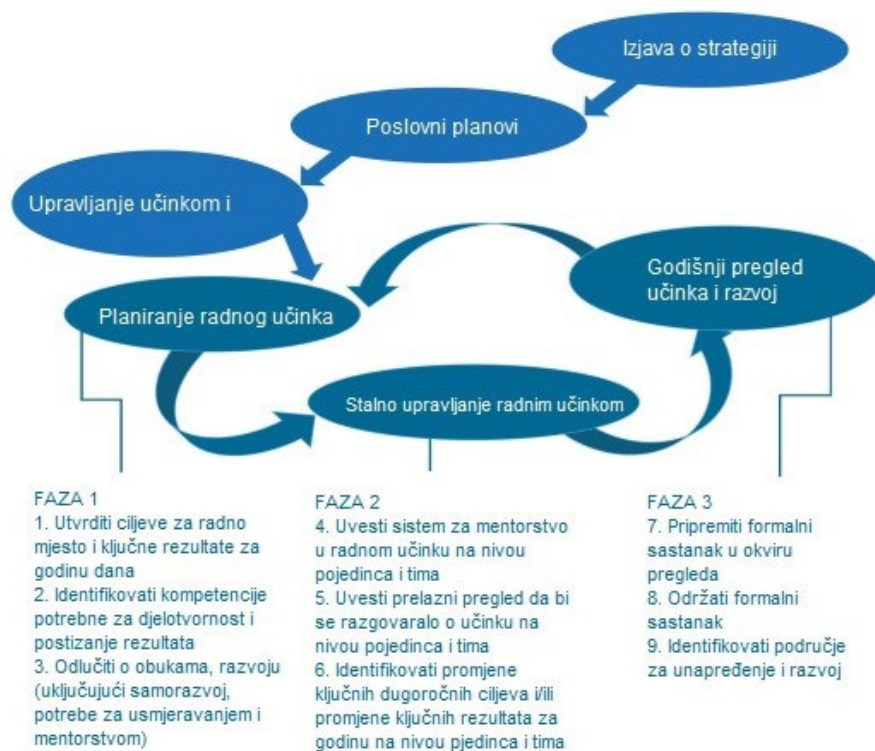 Izjava o strategiji
Poslovni planovi
Upravljanje učinkom i
Godišnji pregled
učinka i razvoj
Planiranje radnog učinka
Stalno upravljanje radnim učinkom
FAZA 1
1. Utvrditi ciljeve za radno
mjesto i ključne rezultate za
godinu dana
2. Identifikovati kompetencije
potrebne za djelotvornost i
postizanje rezultata
3. Odlučiti o obukama, razvoju
(uključujući samorazvoj,
potrebe za usmjeravanjem i
mentorstvom)
FAZA 2
4. Uvesti sistem za mentorstvo
u radnom učinku na nivou
pojedinca i tima
5. Uvesti prelazni pregled da bi
se razgovaralo o učinku na
nivou pojedinca i tima
6. Identifikovati promjene
ključnih dugoročnih ciljeva i/ili
promjene ključnih rezultata za
godinu na nivou pjedinca i tima
FAZA 3
7. Pripremiti formalni
sastanak u okviru
pregleda
8. Održati formalni
sastanak
9. Identifikovati područje
za unapređenje i razvoj